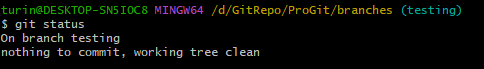 turin@DESKTOP-SN5IOC8 MINGW64 /d/GitRepo/ProGit/branches (testing)
$ git status
On branch testing
nothing to commit, working tree clean